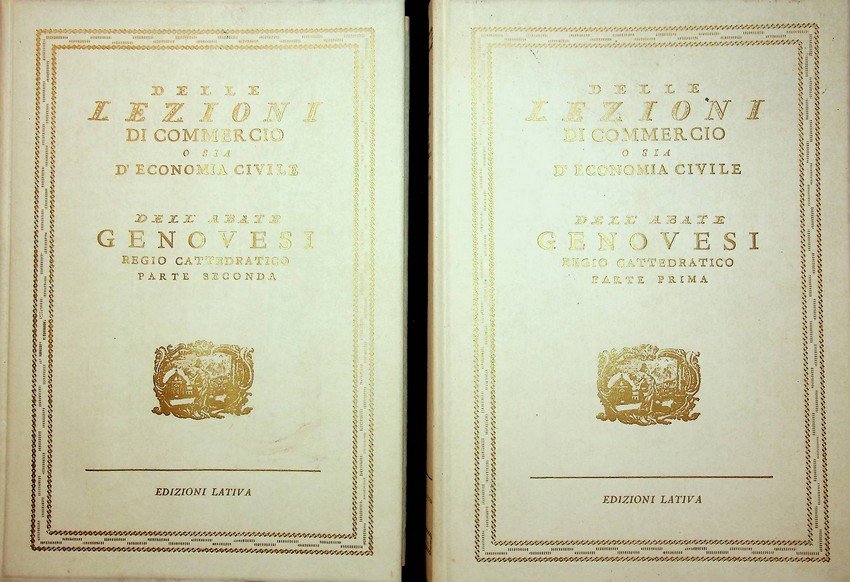 DELLE
LEZIONI
DI COMMERCIO
O SIA
D' ECONOMIA CIVILE
DELL' ABATE
GENOVESI
REGIO CATTEDRATICO
PARTE SECONDA
EDIZIONI LATIVA
DELLE
LEZIONI
DI COMMERCIO
O SIA
D' ECONOMIA CIVILE
DELL' ABATE
GENOVESI
REGIO CATTEDRATICO
PARTE PRIMA
EDIZIONI LATIVA